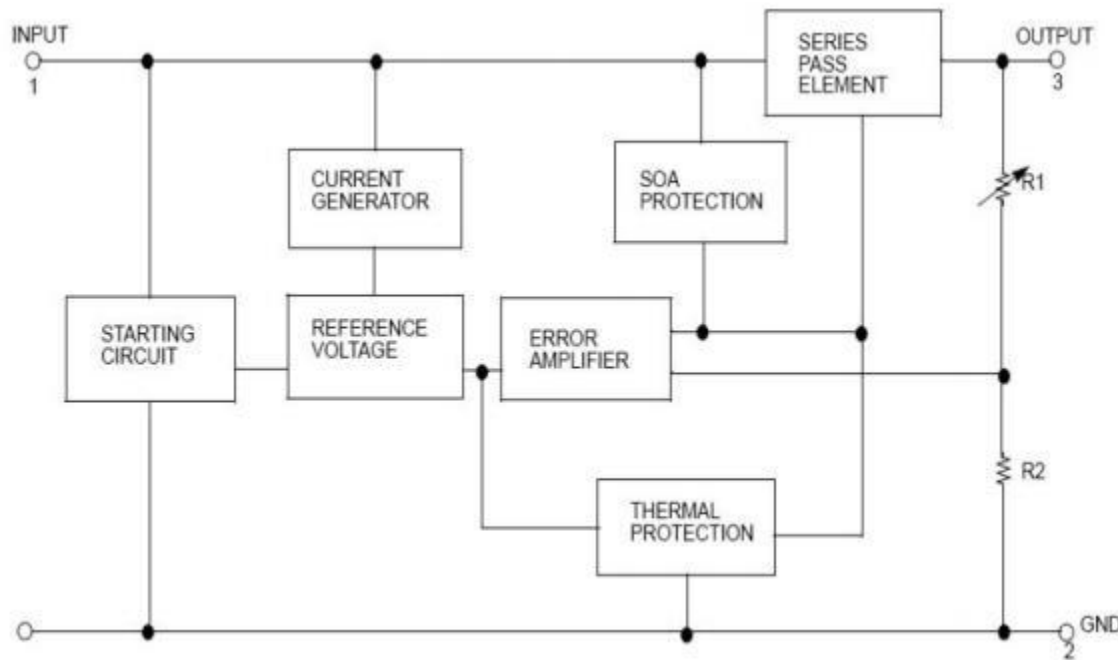 INPUT
1
SERIES
PASS
ELEMENT
OUTPUT
3
CURRENT
GENERATOR
SOA
PROTECTION
R1
STARTING
CIRCUIT
REFERENCE
VOLTAGE
ERROR
AMPLIFIER
R2
THERMAL
PROTECTION
GND
2